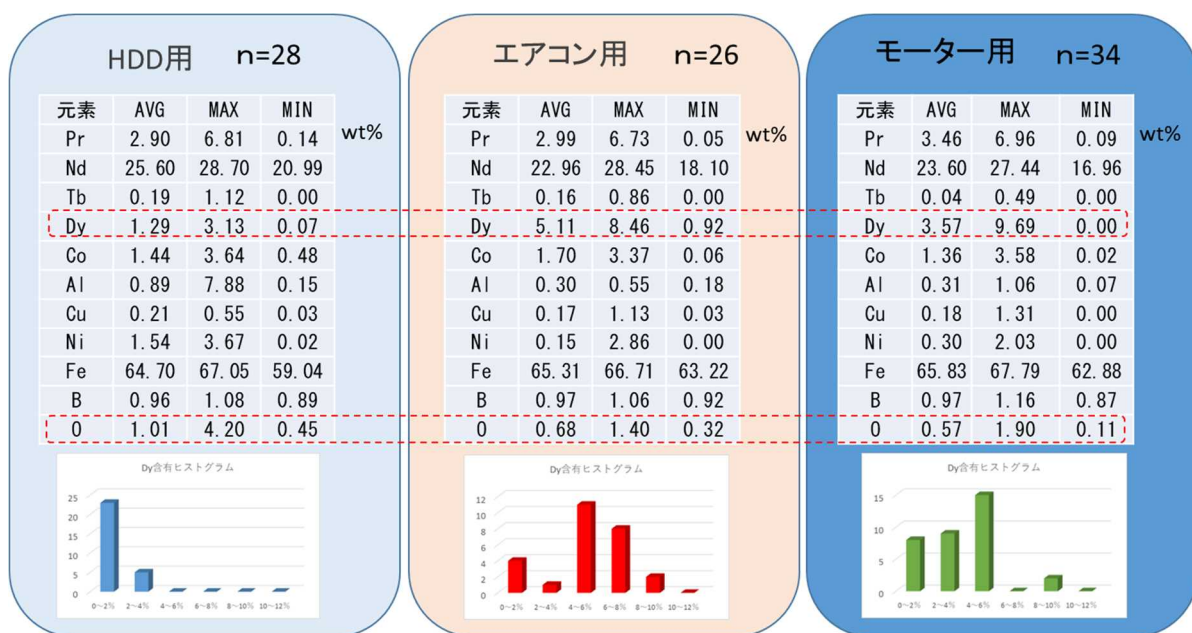 HDD用 n=28
元素 AVG MAX MIN
wt%
Pr 2.90 6.81 0.14
Nd 25.60 28.70 20.99
Tb 0.19 1.12 0.00
Dy 1.29 3.13 0.07
Co 1.44 3.64 0.48
Al 0.89 7.88 0.15
Cu 0.21 0.55 0.03
Ni 1.54 3.67 0.02
Fe 64.70 67.05 59.04
B 0.96 1.08 0.89
O 1.01 4.20 0.45
Dy含有ヒストグラム
25
20
15
10
5
0
0～2% 2～4% 4～6% 6～8% 8～10% 10～12%
エアコン用 n=26
元素 AVG MAX MIN
wt%
Pr 2.99 6.73 0.05
Nd 22.96 28.45 18.10
Tb 0.16 0.86 0.00
Dy 5.11 8.46 0.92
Co 1.70 3.37 0.06
Al 0.30 0.55 0.18
Cu 0.17 1.13 0.03
Ni 0.15 2.86 0.00
Fe 65.31 66.71 63.22
B 0.97 1.06 0.92
O 0.68 1.40 0.32
Dy含有ヒストグラム
12
10
8
6
4
2
0
0～2% 2～4% 4～6% 6～8% 8～10% 10～12%
モーター用 n=34
元素 AVG MAX MIN
wt%
Pr 3.46 6.96 0.09
Nd 23.60 27.44 16.96
Tb 0.04 0.49 0.00
Dy 3.57 9.69 0.00
Co 1.36 3.58 0.02
Al 0.31 1.06 0.07
Cu 0.18 1.31 0.00
Ni 0.30 2.03 0.00
Fe 65.83 67.79 62.88
B 0.97 1.16 0.87
O 0.57 1.90 0.11
Dy含有ヒストグラム
15
10
5
0
0～2% 2～4% 4～6% 6～8% 8～10% 10～12%